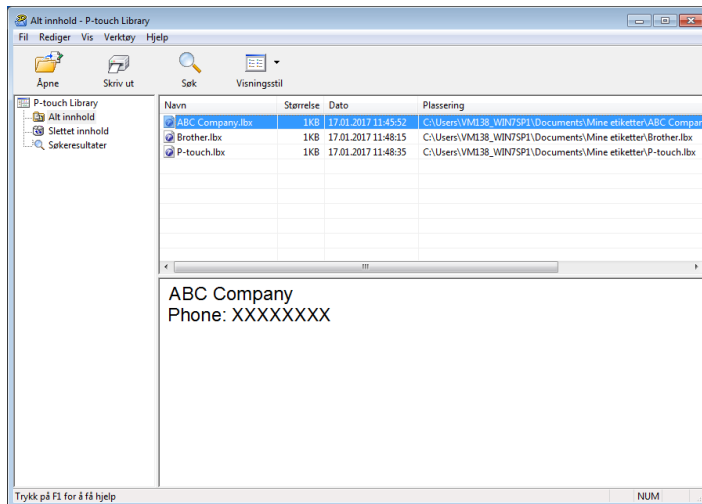 Alt innhold - P-touch Library
Fil Rediger Vis Verktøy Hjelp
Åpne Skriv ut Søk Visningsstil
P-touch Library
Alt innhold
Slettet innhold
Søkeresultater
Navn Størrelse Dato Plassering
ABC Company.lbx 1KB 17.01.2017 11:45:52 C:\Users\VM138_WIN7SP1\Documents\Mine etiketter\ABC Compar
Brother.lbx 1KB 17.01.2017 11:48:15 C:\Users\VM138_WIN7SP1\Documents\Mine etiketter\Brother.lbx
P-touch.lbx 1KB 17.01.2017 11:48:35 C:\Users\VM138_WIN7SP1\Documents\Mine etiketter\P-touch.lbx
ABC Company
Phone: XXXXXXXX
Trykk på F1 for å få hjelp NUM